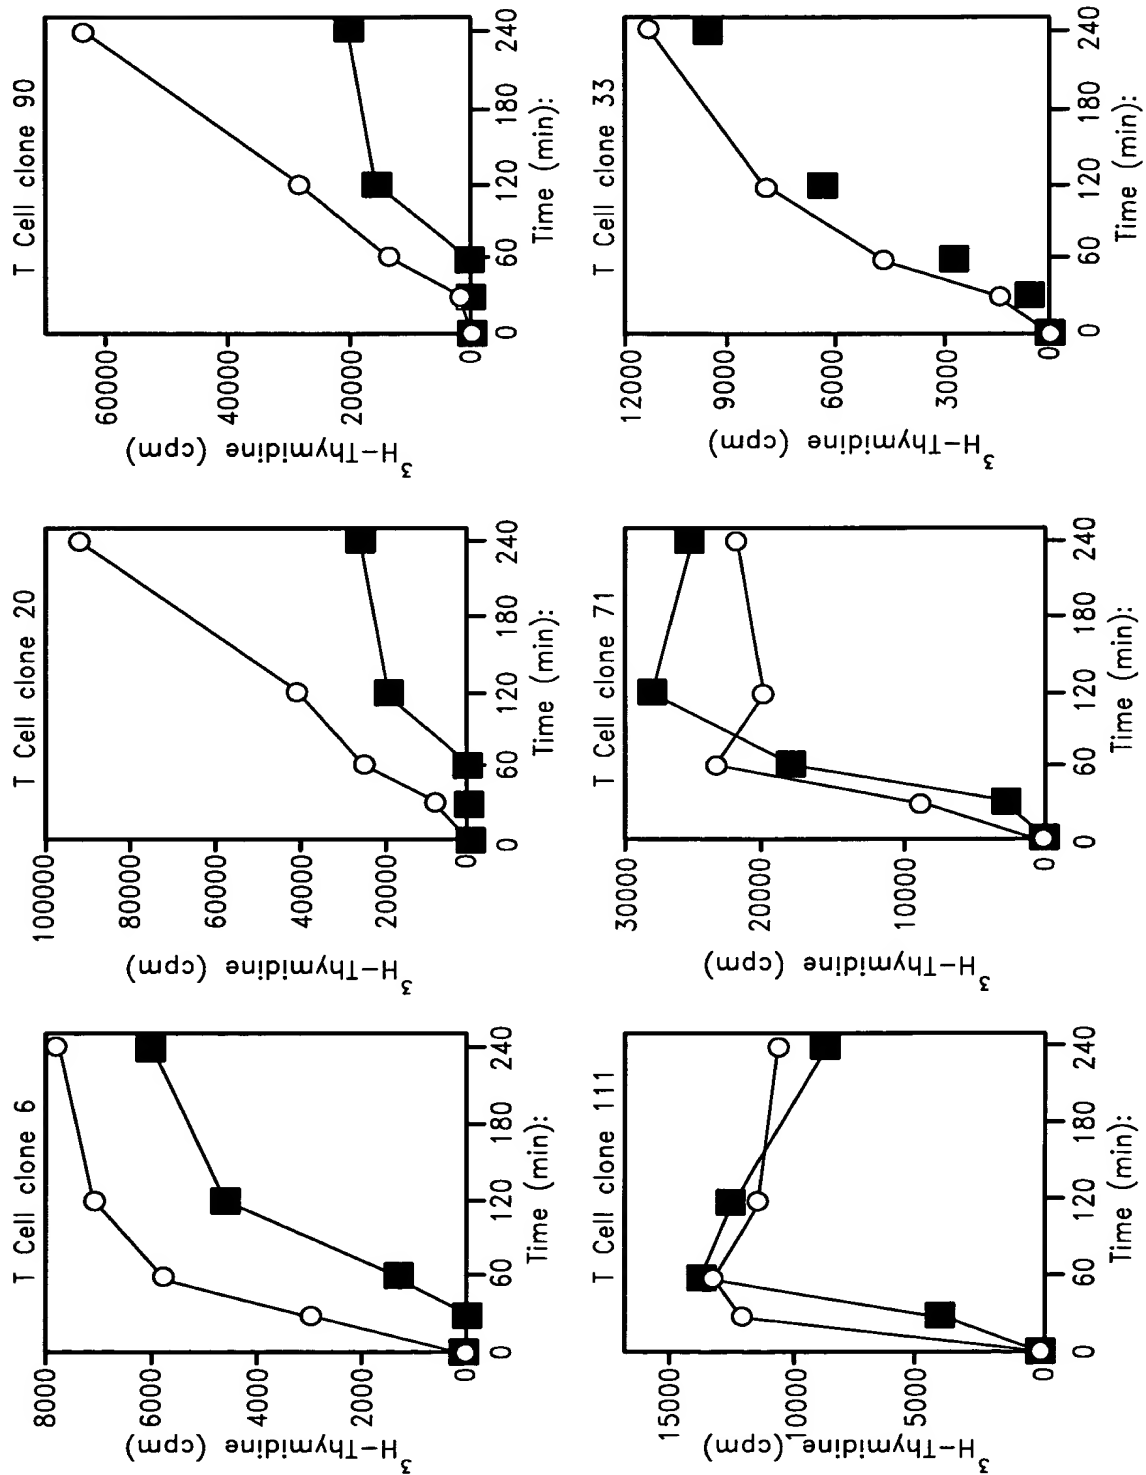 T Cell clone 6
8000
6000
4000
2000
0
³H-Thymidine (cpm)
0 60 120 180 240
Time (min):
T Cell clone 20
100000
80000
60000
40000
20000
0
³H-Thymidine (cpm)
0 60 120 180 240
Time (min):
T Cell clone 90
60000
40000
20000
0
³H-Thymidine (cpm)
0 60 120 180 240
Time (min):
T Cell clone 111
15000
10000
5000
0
³H-Thymidine (cpm)
0 60 120 180 240
Time (min):
T Cell clone 71
30000
20000
10000
0
³H-Thymidine (cpm)
0 60 120 180 240
Time (min):
T Cell clone 33
12000
9000
6000
3000
0
³H-Thymidine (cpm)
0 60 120 180 240
Time (min):